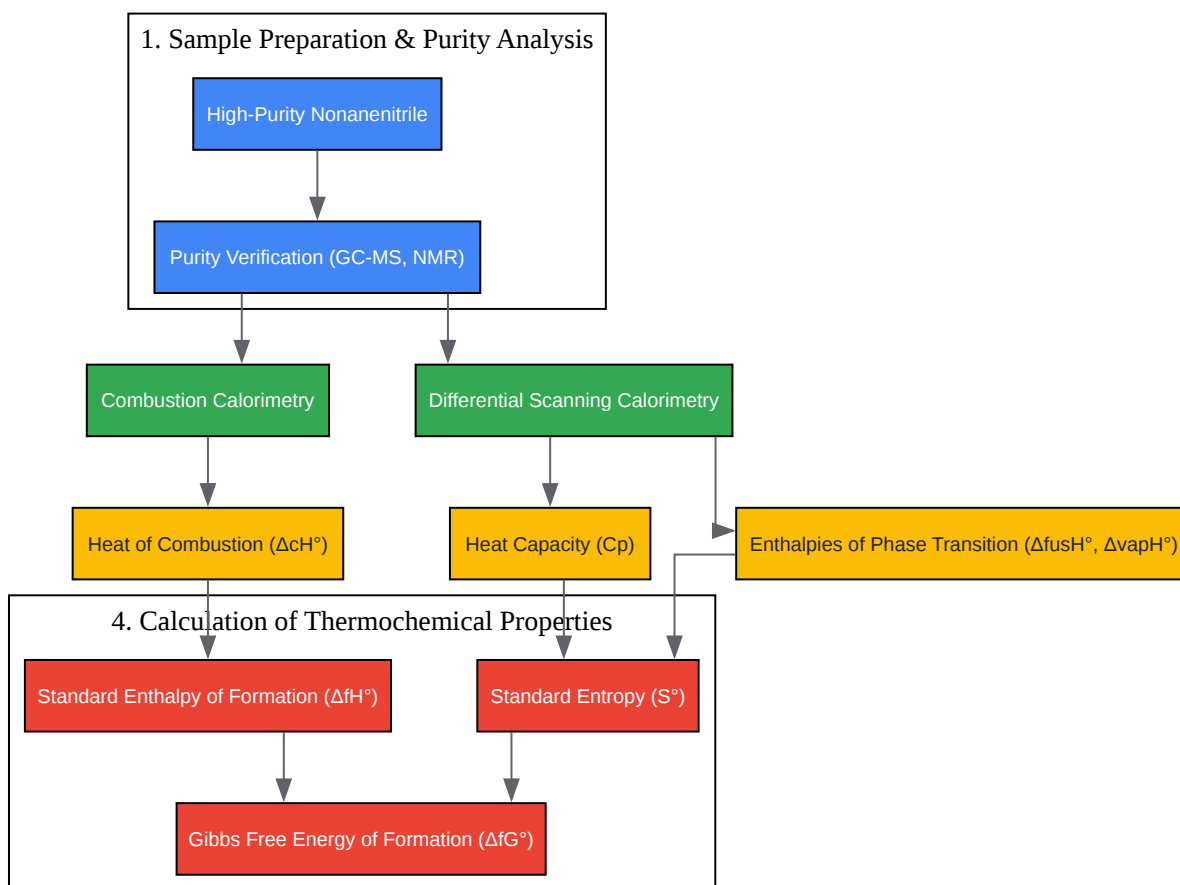 1. Sample Preparation & Purity Analysis
High-Purity Nonanenitrile
Purity Verification (GC-MS, NMR)
Combustion Calorimetry
Differential Scanning Calorimetry
Heat of Combustion (ΔcH°)
Heat Capacity (Cp)
Enthalpies of Phase Transition (ΔfusH°, ΔvapH°)
4. Calculation of Thermochemical Properties
Standard Enthalpy of Formation (ΔfH°)
Standard Entropy (S°)
Gibbs Free Energy of Formation (ΔfG°)